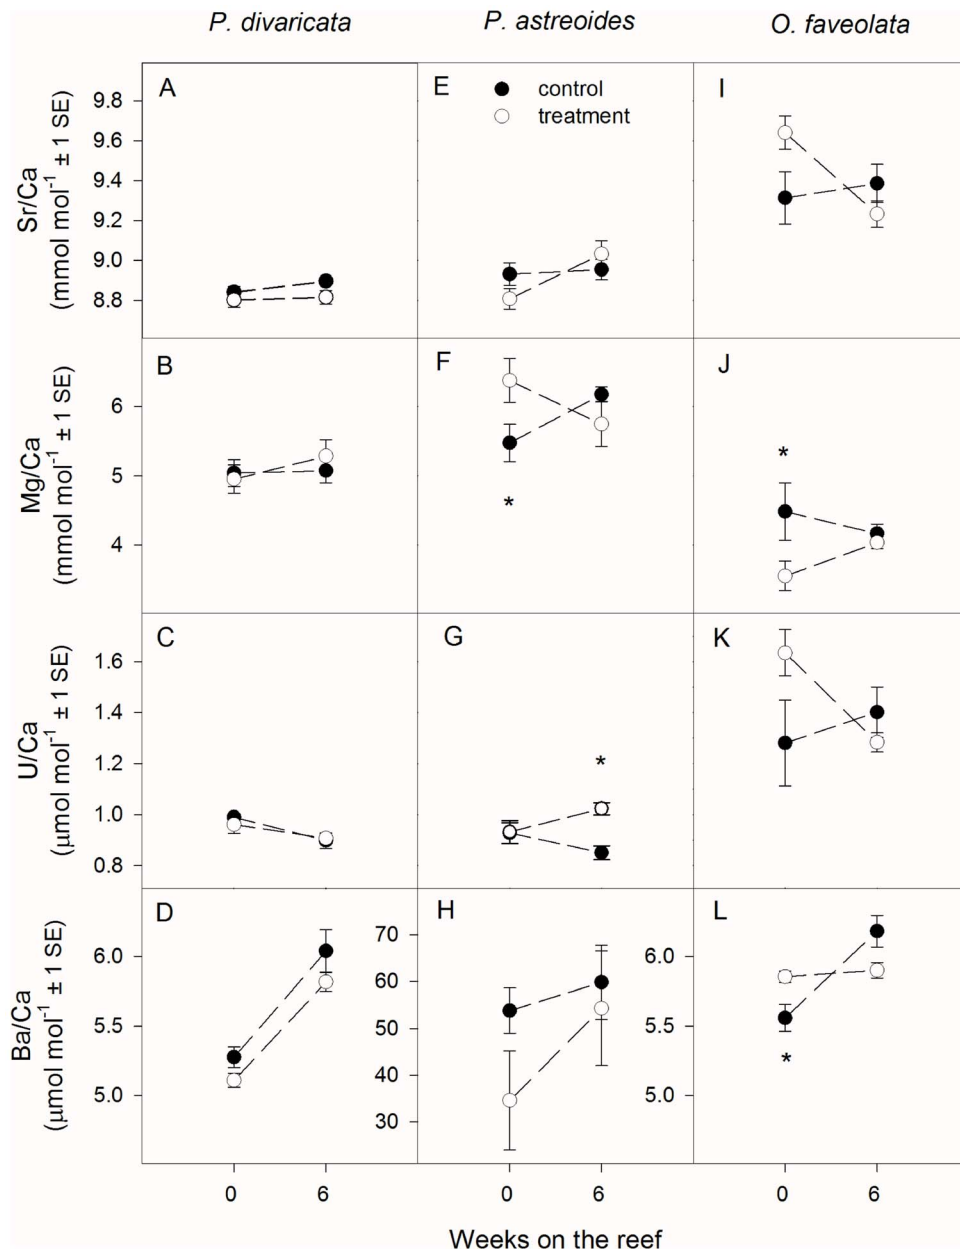 P. divaricata
P. astreoides
O. faveolata
A
E
I
control
treatment
Sr/Ca
(mmol mol⁻¹ ± 1 SE)
9.8
9.6
9.4
9.2
9.0
8.8
B
F
J
Mg/Ca
(mmol mol⁻¹ ± 1 SE)
6
5
4
*
*
C
G
K
U/Ca
(μmol mol⁻¹ ± 1 SE)
1.6
1.4
1.2
1.0
0.8
*
D
H
L
Ba/Ca
(μmol mol⁻¹ ± 1 SE)
6.0
5.5
5.0
70
60
50
40
30
6.0
5.5
5.0
*
0 6 0 6 0 6
Weeks on the reef